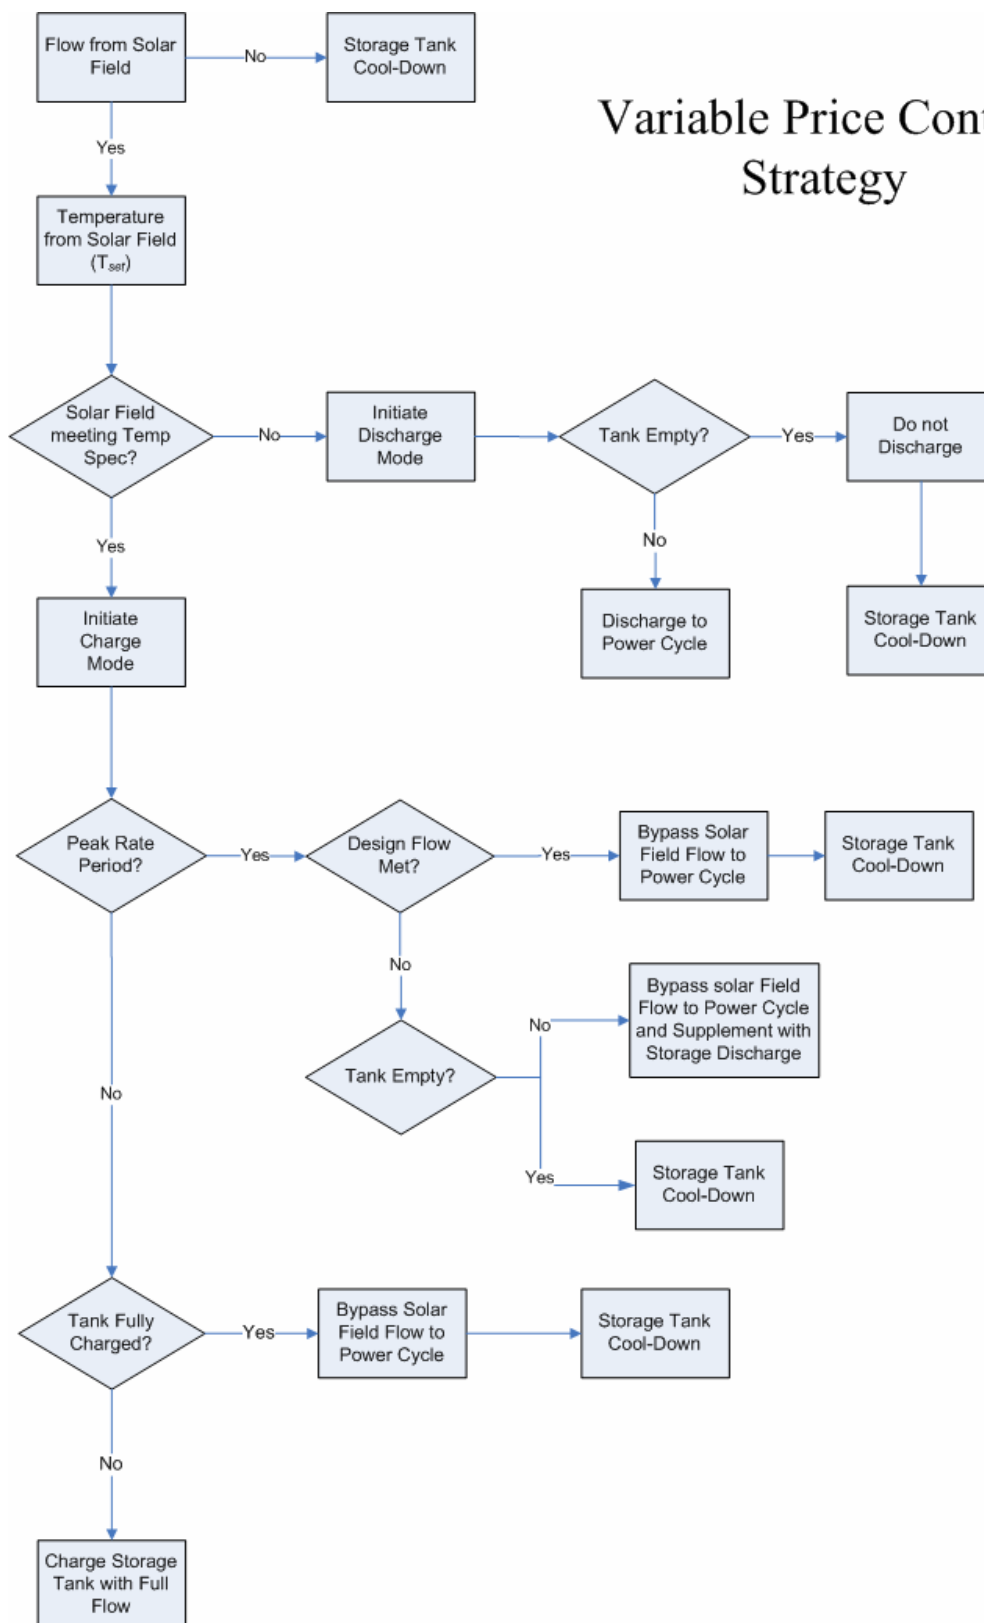 Flow from Solar
Field
No
Storage Tank
Cool-Down
Variable Price Cont
Strategy
Yes
Temperature
from Solar Field
(Tset)
Solar Field
meeting Temp
Spec?
No
Initiate
Discharge
Mode
Tank Empty?
Yes
Do not
Discharge
Yes
No
Initiate
Charge
Mode
Discharge to
Power Cycle
Storage Tank
Cool-Down
Peak Rate
Period?
Yes
Design Flow
Met?
Yes
Bypass Solar
Field Flow to
Power Cycle
Storage Tank
Cool-Down
No
Bypass solar Field
Flow to Power Cycle
and Supplement with
Storage Discharge
No
Tank Empty?
No
Yes
Storage Tank
Cool-Down
Tank Fully
Charged?
Yes
Bypass Solar
Field Flow to
Power Cycle
Storage Tank
Cool-Down
No
Charge Storage
Tank with Full
Flow